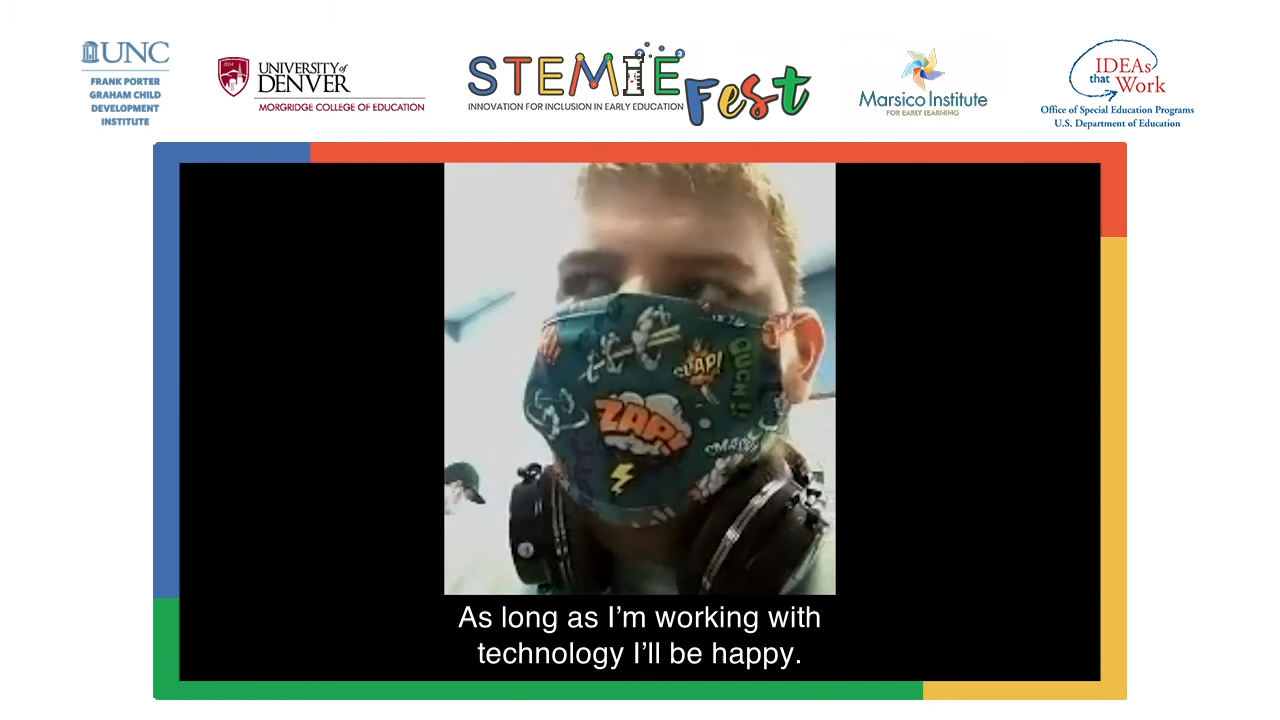 UNC
FRANK PORTER
GRAHAM CHILD
DEVELOPMENT
INSTITUTE
UNIVERSITY of
DENVER
MORGRIDGE COLLEGE OF EDUCATION
STEMIE Fest
INNOVATION FOR INCLUSION IN EARLY EDUCATION
Marsico Institute
FOR EARLY LEARNING
IDEAs
that
Work
Office of Special Education Programs
U.S. Department of Education
OUCH!!
ZAP!
As long as I'm working with
technology I'll be happy.